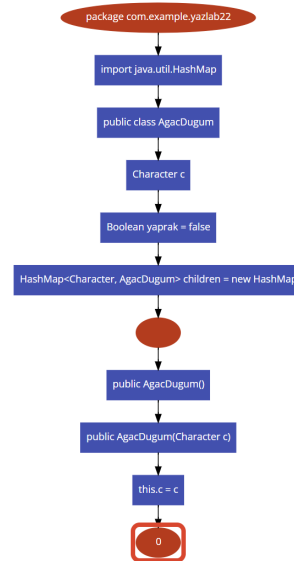 package com.example.yazlab22
import java.util.HashMap
public class AgacDugum
Character c
Boolean yaprak = false
HashMap<Character, AgacDugum> children = new HashMap
public AgacDugum()
public AgacDugum(Character c)
this.c = c
0